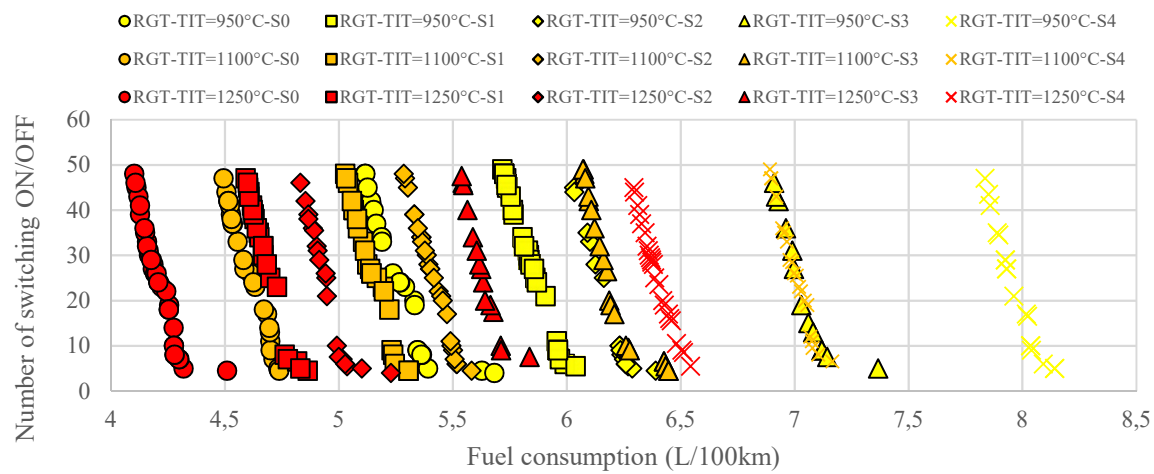 RGT-TIT=950°C-S0 RGT-TIT=950°C-S1 RGT-TIT=950°C-S2 RGT-TIT=950°C-S3 RGT-TIT=950°C-S4
RGT-TIT=1100°C-S0 RGT-TIT=1100°C-S1 RGT-TIT=1100°C-S2 RGT-TIT=1100°C-S3 RGT-TIT=1100°C-S4
RGT-TIT=1250°C-S0 RGT-TIT=1250°C-S1 RGT-TIT=1250°C-S2 RGT-TIT=1250°C-S3 RGT-TIT=1250°C-S4
Number of switching ON/OFF
60
50
40
30
20
10
0
4 4,5 5 5,5 6 6,5 7 7,5 8 8,5
Fuel consumption (L/100km)